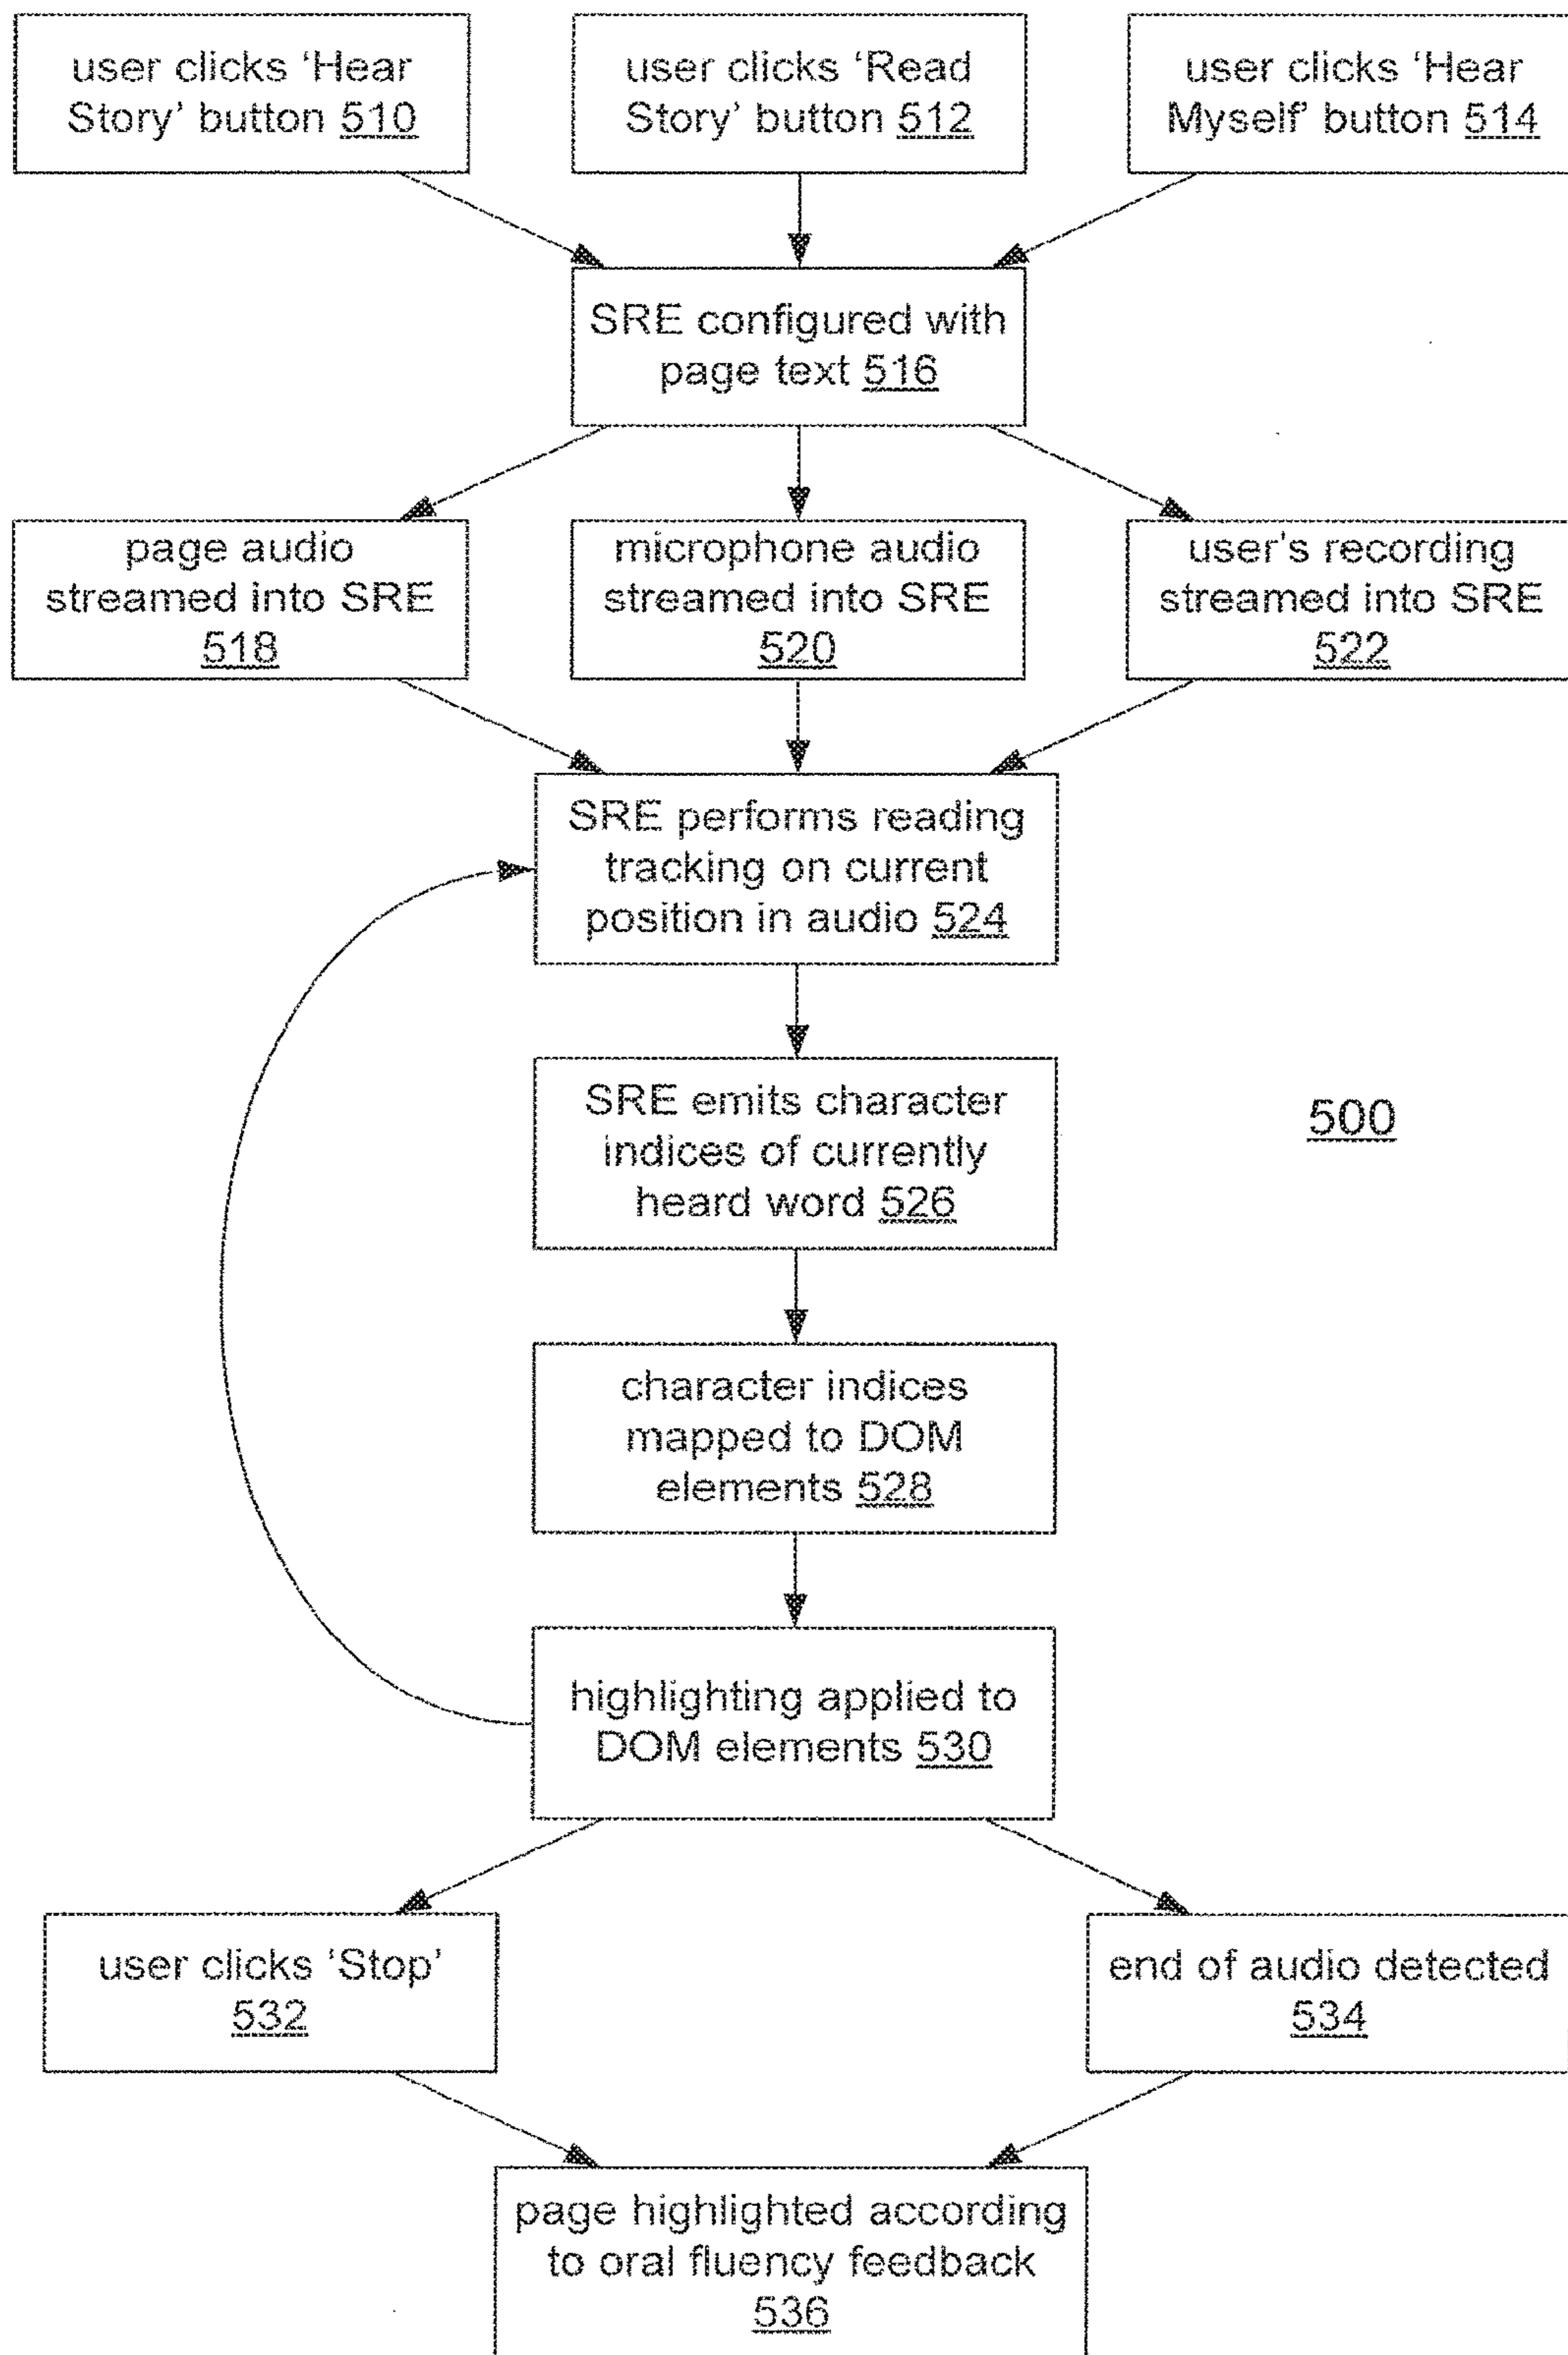 user clicks ‘Hear
Story’ button 510
user clicks ‘Read
Story’ button 512
user clicks ‘Hear
Myself’ button 514
SRE configured with
page text 516
page audio
streamed into SRE
518
microphone audio
streamed into SRE
520
user's recording
streamed into SRE
522
SRE performs reading
tracking on current
position in audio 524
SRE emits character
indices of currently
heard word 526
500
character indices
mapped to DOM
elements 528
highlighting applied to
DOM elements 530
user clicks ‘Stop’
532
end of audio detected
534
page highlighted according
to oral fluency feedback
536